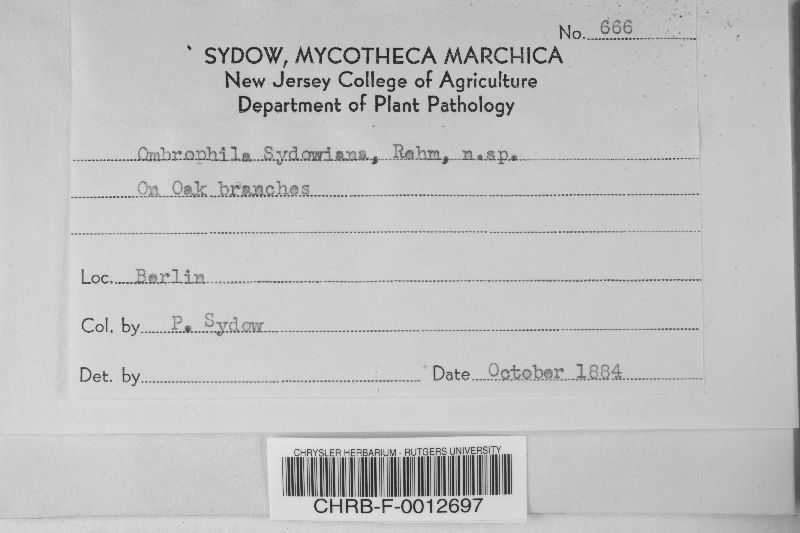 No. 666
SYDOW, MYCOTHECA MARCHICA
New Jersey College of Agriculture
Department of Plant Pathology
Ombrophila Sydowiana, Rehm, n.sp.
On Oak branches
Loc. Berlin
Col. by P. Sydow
Det. by Date October 1884
CHRYSLER HERBARIUM - RUTGERS UNIVERSITY
CHRB-F-0012697